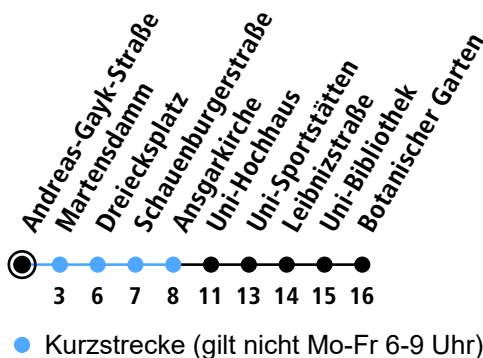 Andreas-Gayk-Straße
Martensdamm
Dreiecksplatz
Schauenburgerstraße
Ansgarkirche
Uni-Hochhaus
Uni-Sportstätten
Leibnizstraße
Uni-Bibliothek
Botanischer Garten
3 6 7 8 11 13 14 15 16
Kurzstrecke (gilt nicht Mo-Fr 6-9 Uhr)